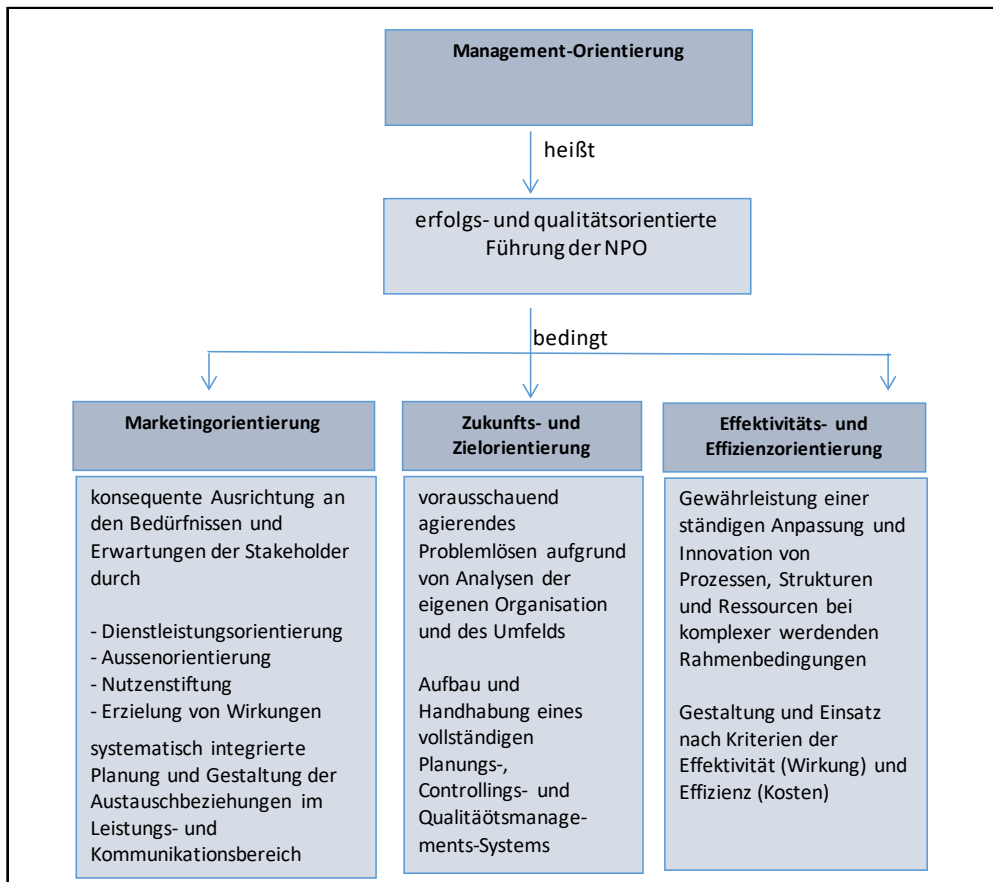 Management-Orientierung
heißt
erfolgs- und qualitätsorientierte
Führung der NPO
bedingt
Marketingorientierung
konsequente Ausrichtung an
den Bedürfnissen und
Erwartungen der Stakeholder
durch
- Dienstleistungsorientierung
- Aussenorientierung
- Nutzenstiftung
- Erzielung von Wirkungen
systematisch integrierte
Planung und Gestaltung der
Austauschbeziehungen im
Leistungs- und
Kommunikationsbereich
Zukunfts- und
Zielorientierung
vorausschauend
agierendes
Problemlösen aufgrund
von Analysen der
eigenen Organisation
und des Umfelds
Aufbau und
Handhabung eines
vollständigen
Planungs-,
Controllings- und
Qualitäötsmanage-
ments-Systems
Effektivitäts- und
Effizienzorientierung
Gewährleistung einer
ständigen Anpassung und
Innovation von
Prozessen, Strukturen
und Ressourcen bei
komplexer werdenden
Rahmenbedingungen
Gestaltung und Einsatz
nach Kriterien der
Effektivität (Wirkung) und
Effizienz (Kosten)